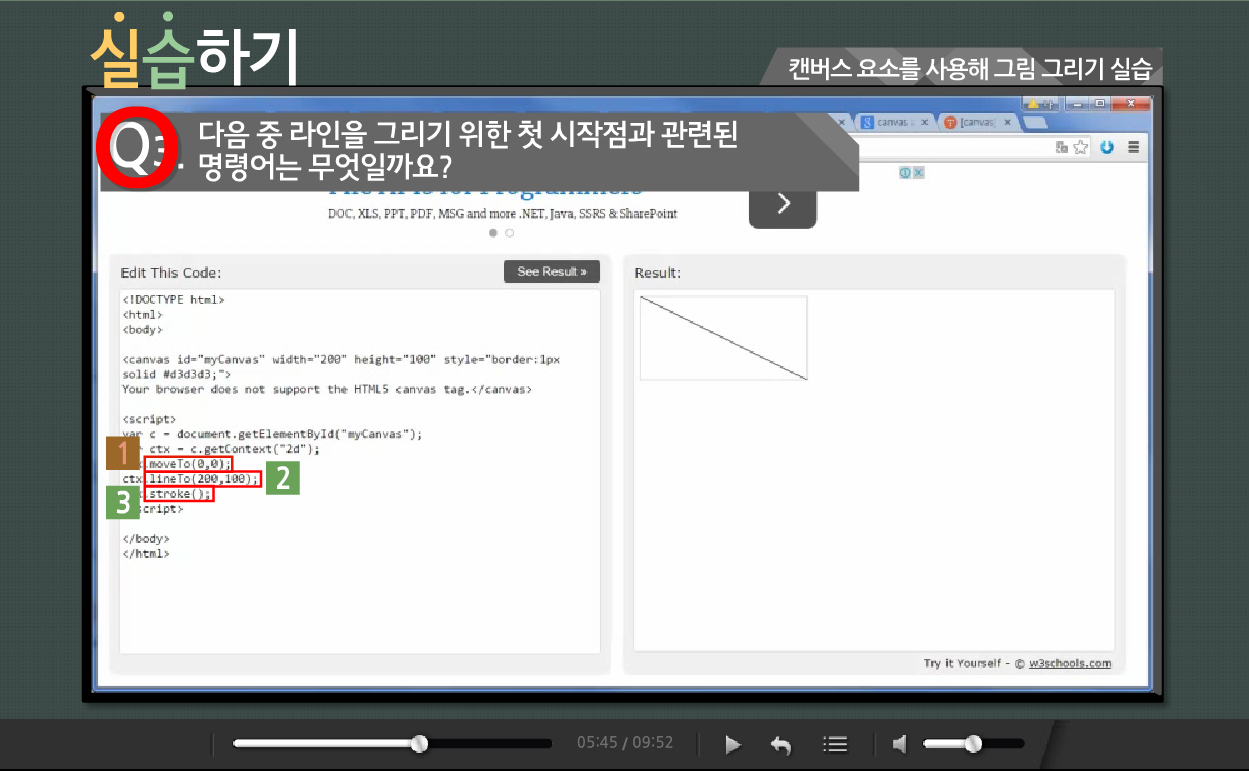 실습하기
캔버스 요소를 사용해 그림 그리기 실습
Q3.
다음 중 라인을 그리기 위한 첫 시작점과 관련된
명령어는 무엇일까요?
canvas
[canvas]
DOC, XLS, PPT, PDF, MSG and more .NET, Java, SSRS & SharePoint
Edit This Code:
See Result »
Result:
<!DOCTYPE html>
<html>
<body>
<canvas id="myCanvas" width="200" height="100" style="border:1px
solid #d3d3d3;">
Your browser does not support the HTML5 canvas tag.</canvas>
<script>
var c = document.getElementById("myCanvas");
ctx = c.getContext("2d");
1
.moveTo(0,0);
ctx.lineTo(200,100);
2
.stroke();
3
cript>
</body>
</html>
Try it Yourself - © w3schools.com
05:45 / 09:52